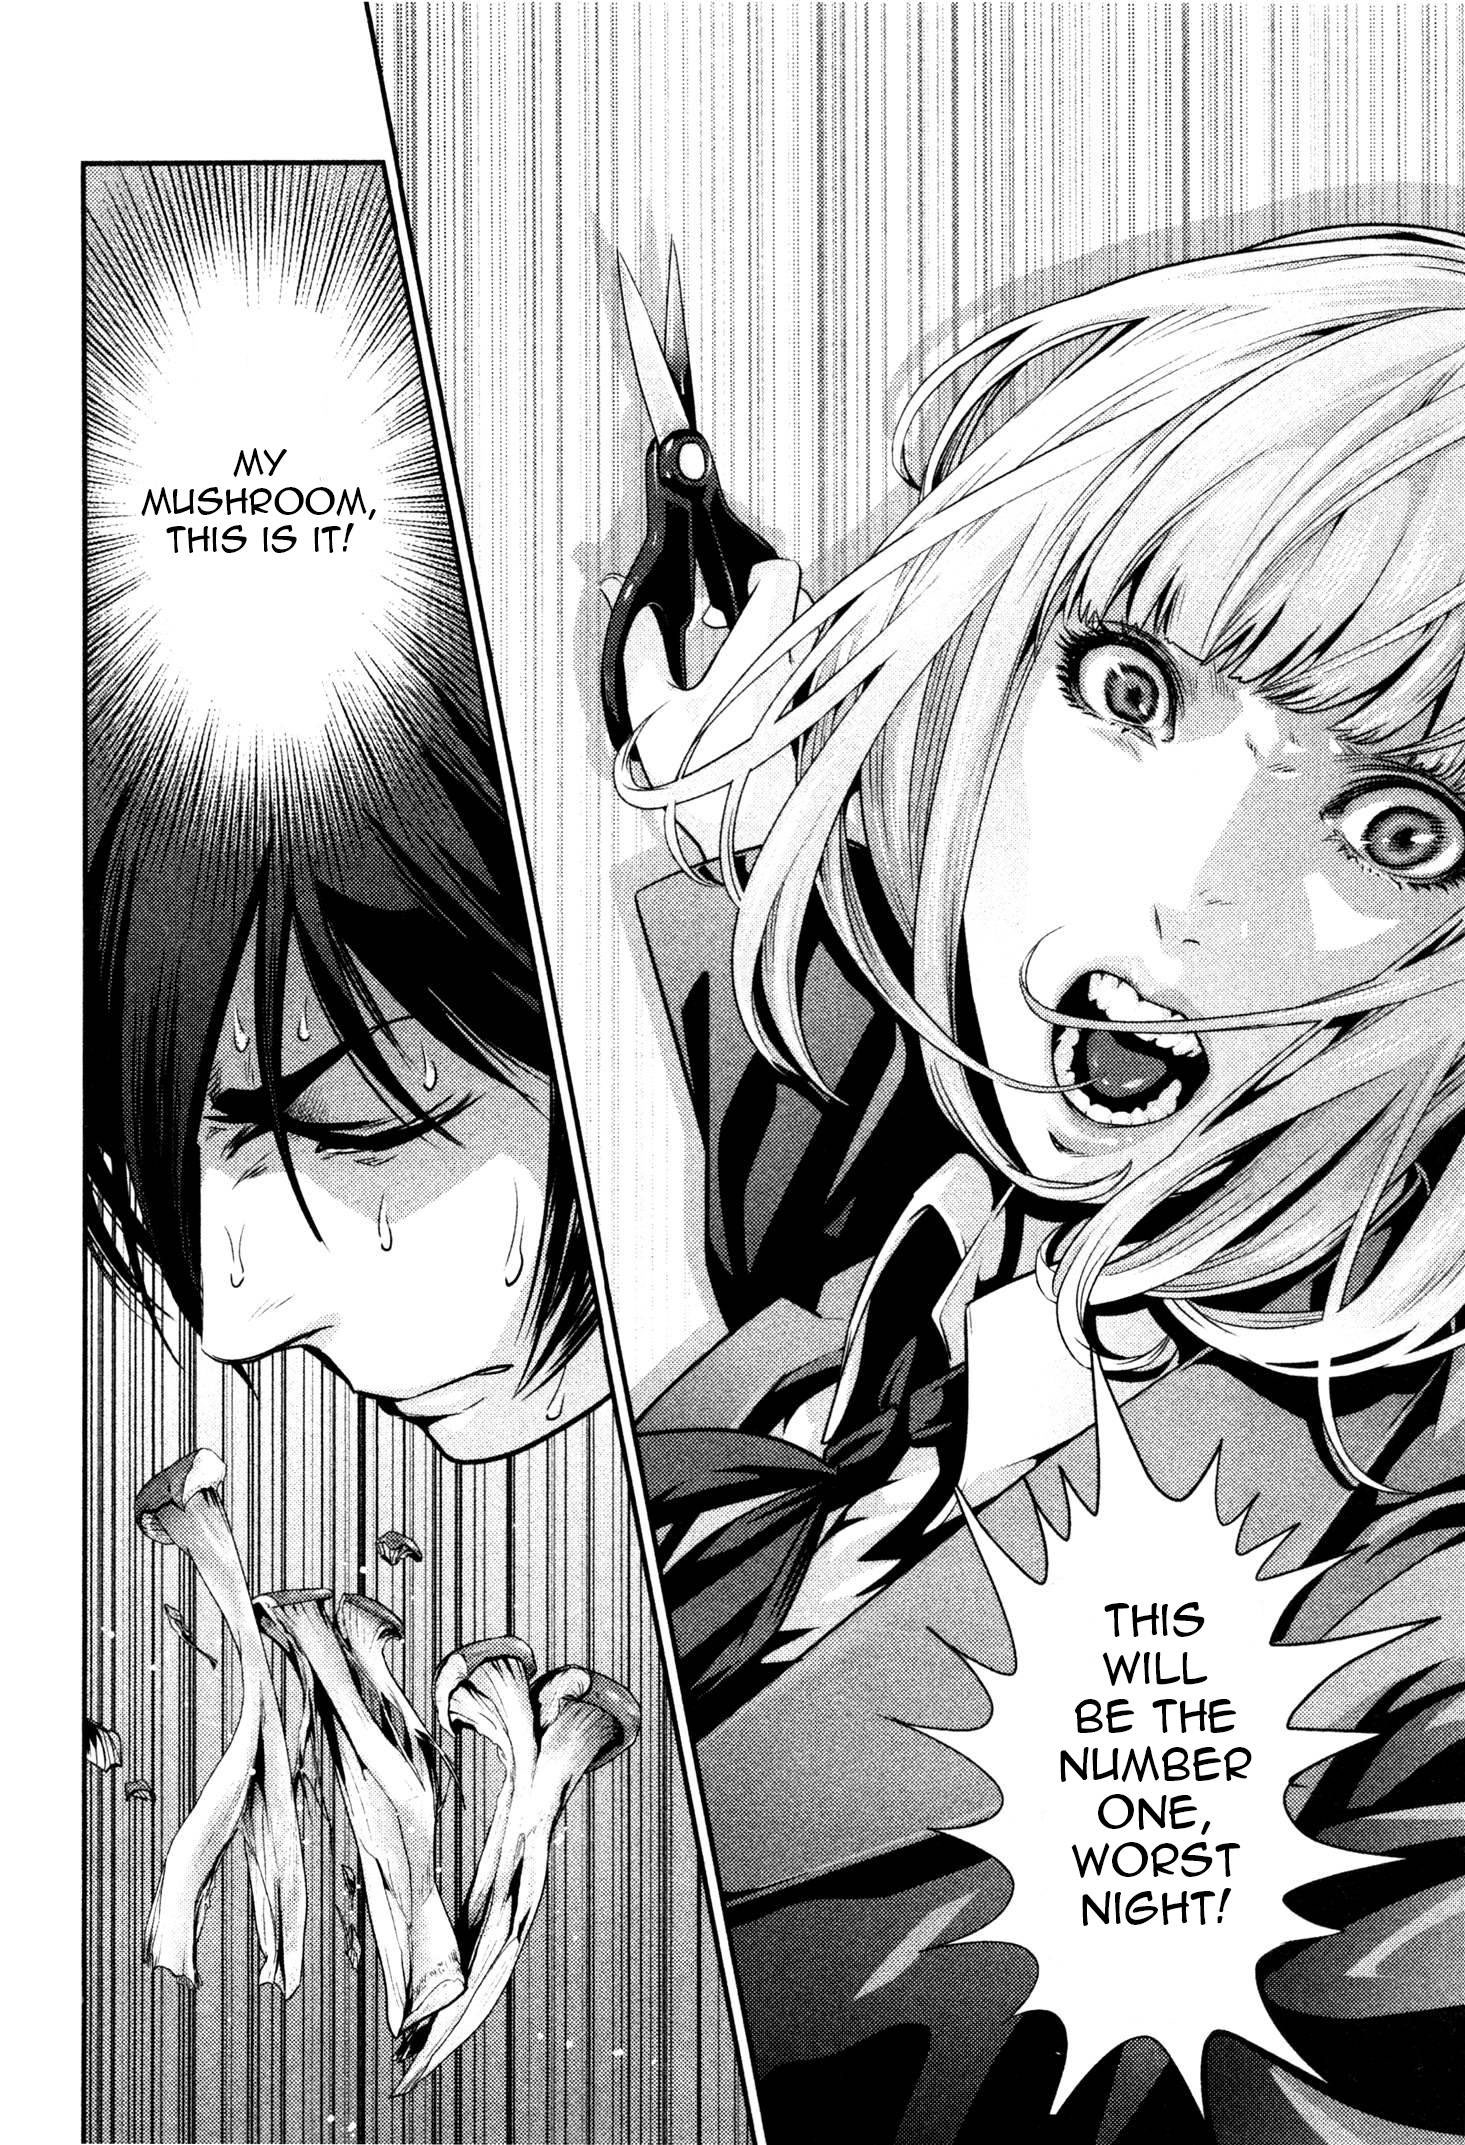 THIS
WILL
BE THE
NUMBER
ONE,
WORST
NIGHT!
MY
MUSHROOM,
THIS IS IT!